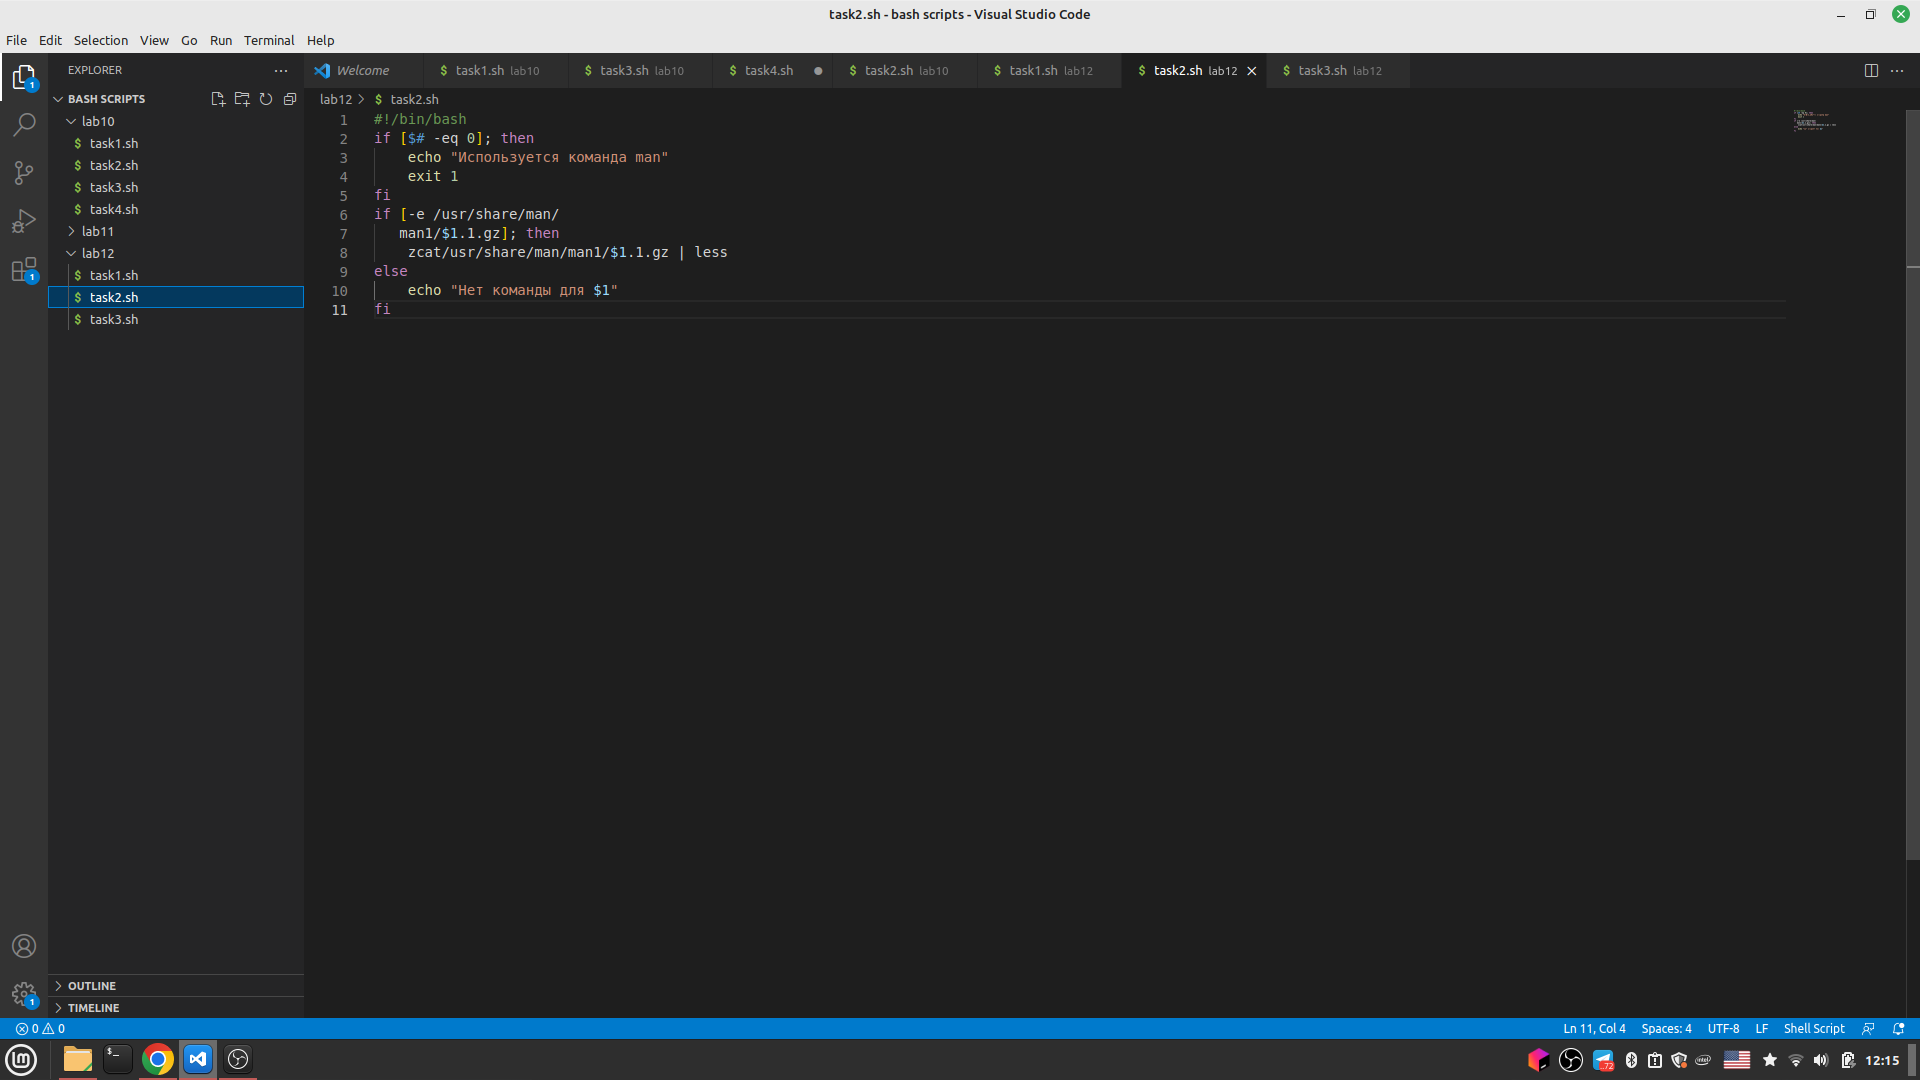 task2.sh - bash scripts - Visual Studio Code
File Edit Selection View Go Run Terminal Help
EXPLORER
Welcome
task1.sh lab10
task3.sh lab10
task4.sh
task2.sh lab10
task1.sh lab12
task2.sh lab12
task3.sh lab12
BASH SCRIPTS
lab10
task1.sh
task2.sh
task3.sh
task4.sh
lab11
lab12
task1.sh
task2.sh
task3.sh
OUTLINE
TIMELINE
lab12 > $ task2.sh
1 #!/bin/bash
2 if [$# -eq 0]; then
3 echo "Используется команда man"
4 exit 1
5 fi
6 if [-e /usr/share/man/
7 man1/$1.1.gz]; then
8 zcat/usr/share/man/man1/$1.1.gz | less
9 else
10 echo "Нет команды для $1"
11 fi
1
1
1
0 0
Ln 11, Col 4 Spaces: 4 UTF-8 LF Shell Script
72
intel
12:15